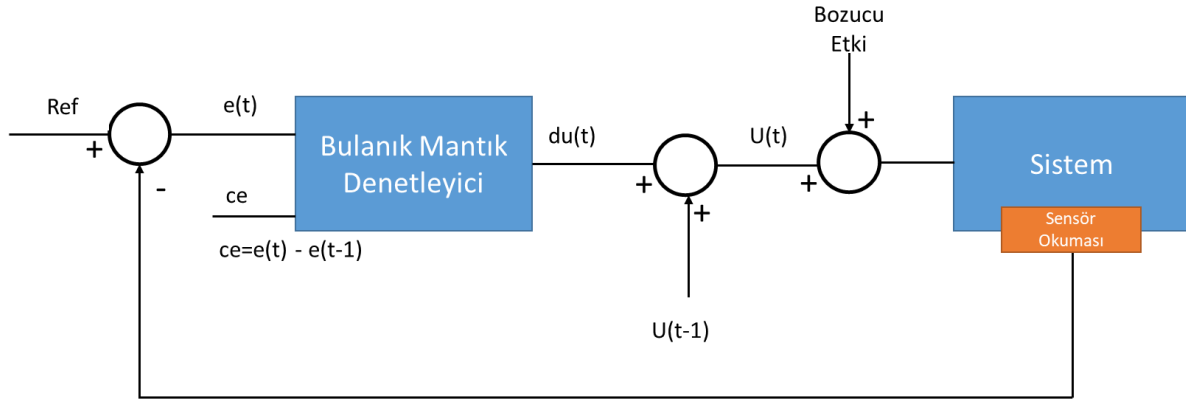 Bozucu
Etki
Ref
e(t)
+
-
Bulanık Mantık
Denetleyici
ce
ce=e(t) - e(t-1)
du(t)
+
+
U(t-1)
U(t)
+
+
Sistem
Sensör
Okuması